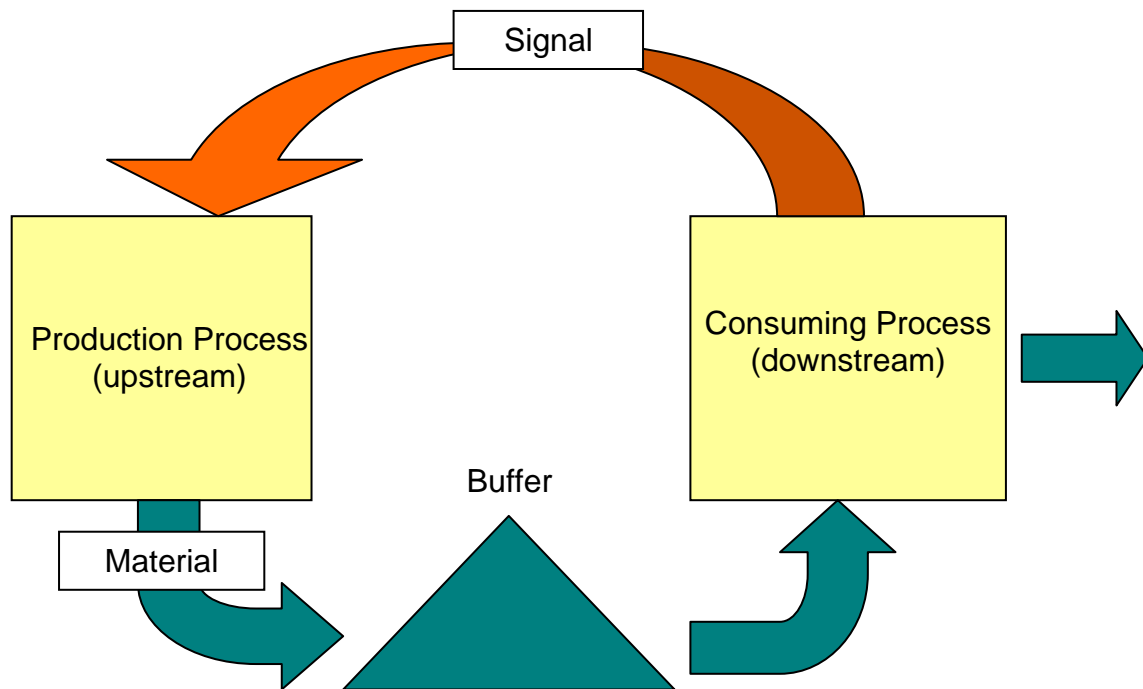 Signal
Production Process
(upstream)
Consuming Process
(downstream)
Buffer
Material